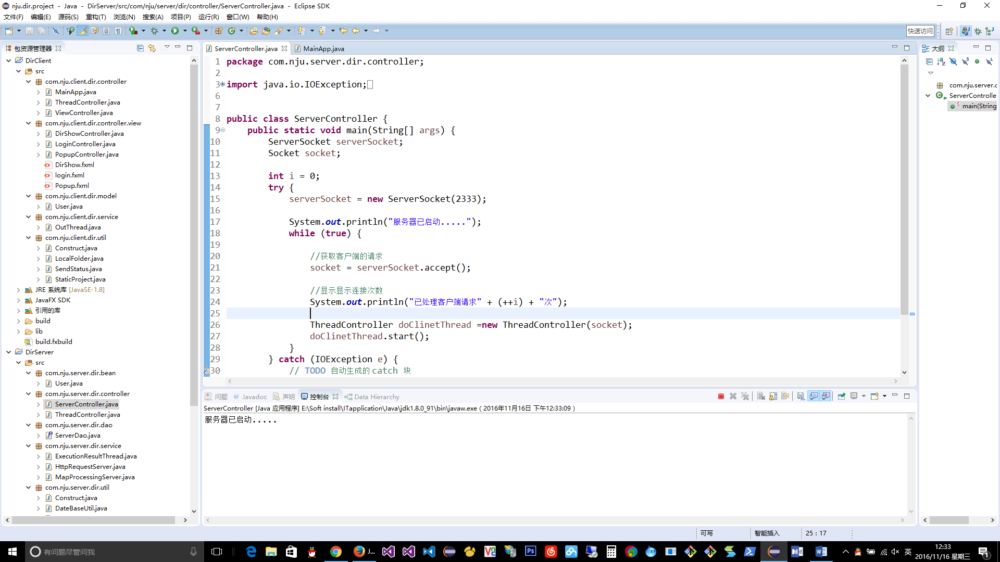 nju.dir.project - Java - DirServer/src/com/nju/server/dir/controller/ServerController.java - Eclipse SDK
文件(F) 编辑(E) 源码(S) 重构(T) 浏览(N) 搜索(A) 项目(P) 运行(R) 窗口(W) 帮助(H)
快速访问
包资源管理器
DirClient
src
com.nju.client.dir.controller
MainApp.java
ThreadController.java
ViewController.java
com.nju.client.dir.controller.view
DirShowController.java
LoginController.java
PopupController.java
DirShow.fxml
login.fxml
Popup.fxml
com.nju.client.dir.model
User.java
com.nju.client.dir.service
OutThread.java
com.nju.client.dir.util
Construct.java
LocalFolder.java
SendStatus.java
StaticProject.java
JRE 系统库 [JavaSE-1.8]
JavaFX SDK
引用的库
build
lib
build.fxbuild
DirServer
src
com.nju.server.dir.bean
User.java
com.nju.server.dir.controller
ServerController.java
ThreadController.java
com.nju.server.dir.dao
ServerDao.java
com.nju.server.dir.service
ExecutionResultThread.java
HttpRequestServer.java
MapProcessingServer.java
com.nju.server.dir.util
Construct.java
DateBaseUtil.java
ServerController.java MainApp.java
1 package com.nju.server.dir.controller;
2
3 import java.io.IOException;
6
7
8 public class ServerController {
9 public static void main(String[] args) {
10 ServerSocket serverSocket;
11 Socket socket;
12
13 int i = 0;
14 try {
15 serverSocket = new ServerSocket(2333);
16
17 System.out.println("服务器已启动.....");
18 while (true) {
19
20 //获取客户端的请求
21 socket = serverSocket.accept();
22
23 //显示显示连接次数
24 System.out.println("已处理客户端请求" + (++i) + "次");
25
26 ThreadController doClinetThread =new ThreadController(socket);
27 doClinetThread.start();
28 }
29 } catch (IOException e) {
30 // TODO 自动生成的 catch 块
大纲
com.nju.server.c
ServerControlle
main(String
问题 @ Javadoc 声明 控制台 Data Hierarchy
ServerController [Java 应用程序] E:\Soft install\ITapplication\Java\jdk1.8.0_91\bin\javaw.exe ( 2016年11月16日 下午12:33:09 )
服务器已启动.....
可写 智能插入 25 : 17
有问题尽管问我
J...
英
12:33
2016/11/16 星期三
1